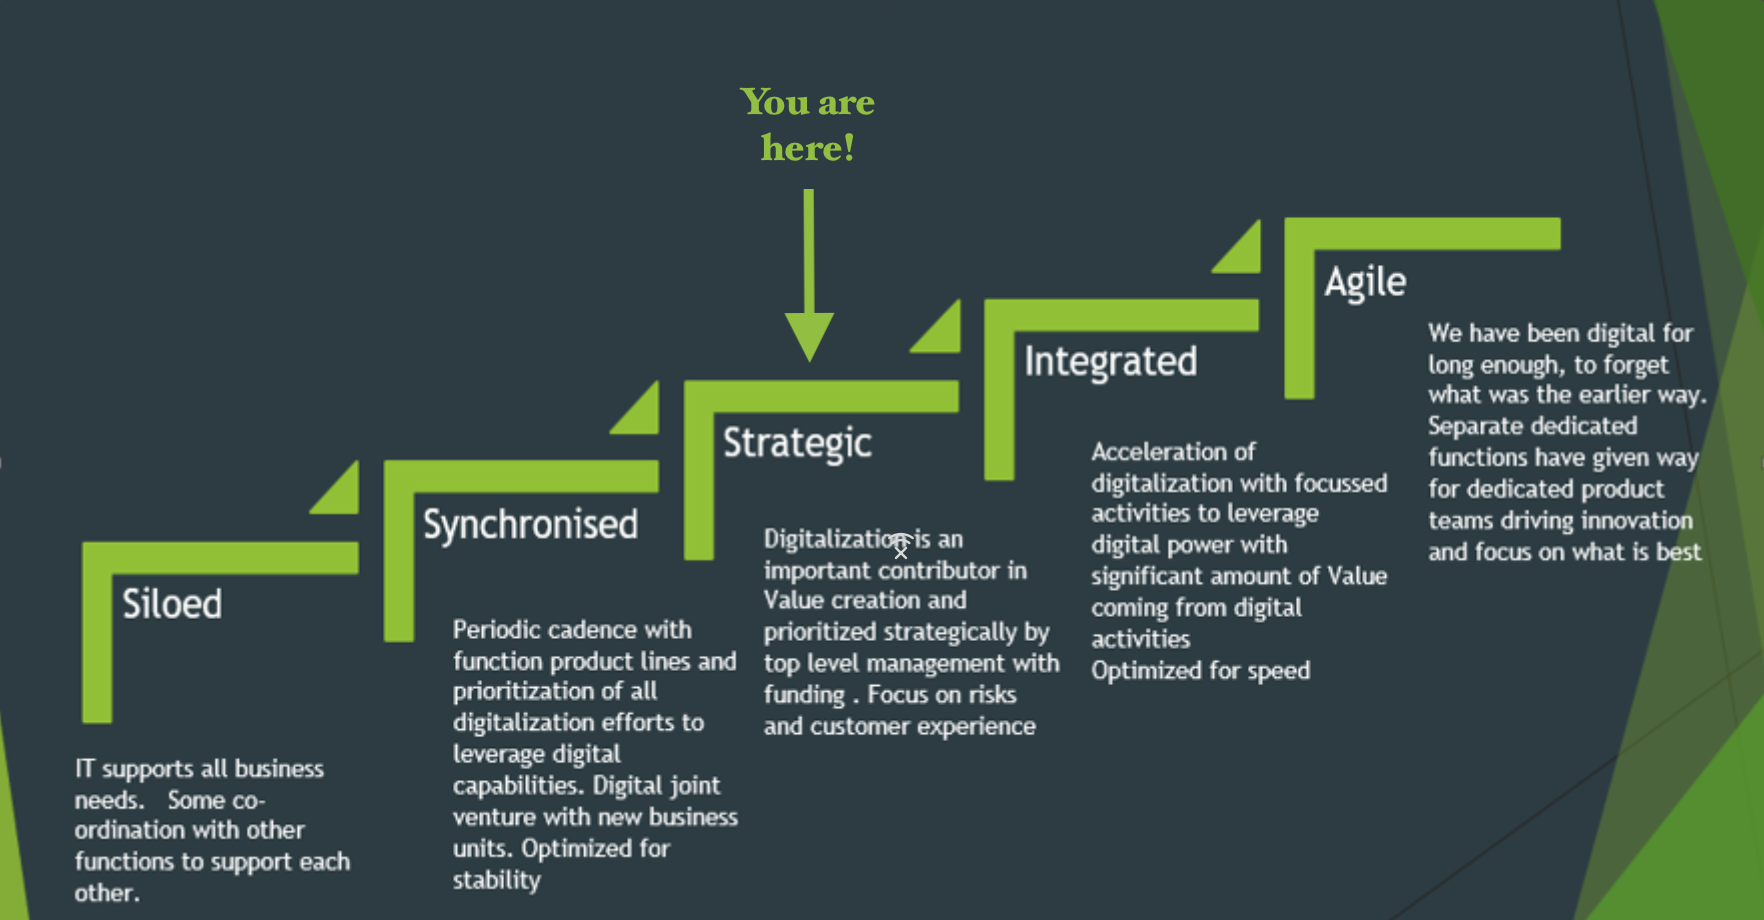 You are
here!
Siloed
IT supports all business
needs.   Some co-
ordination with other
functions to support each
other.
Synchronised
Periodic cadence with
function product lines and
prioritization of all
digitalization efforts to
leverage digital
capabilities. Digital joint
venture with new business
units. Optimized for
stability
Strategic
Digitalization is an
important contributor in
Value creation and
prioritized strategically by
top level management with
funding . Focus on risks
and customer experience
Integrated
Acceleration of
digitalization with focussed
activities to leverage
digital power with
significant amount of Value
coming from digital
activities
Optimized for speed
Agile
We have been digital for
long enough, to forget
what was the earlier way.
Separate dedicated
functions have given way
for dedicated product
teams driving innovation
and focus on what is best